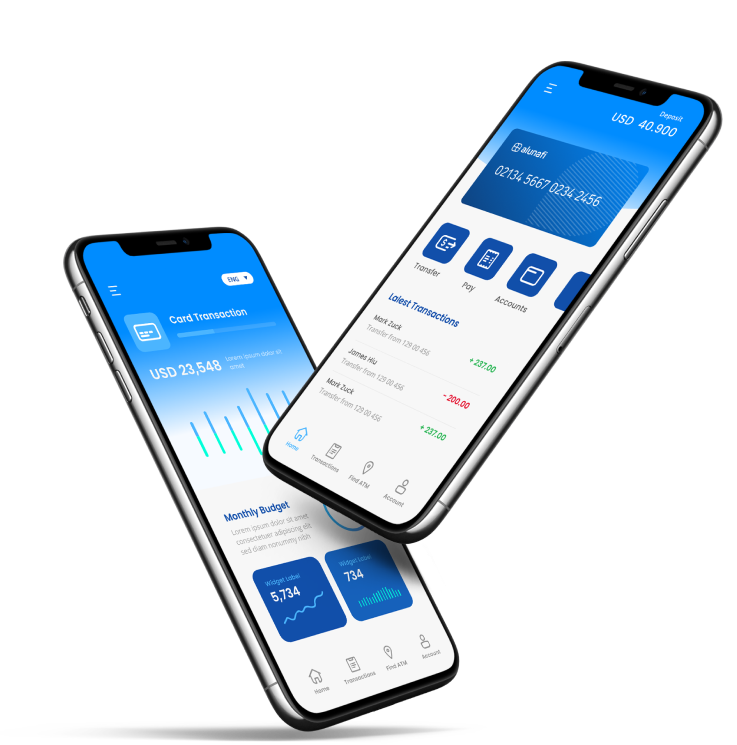 ENG
Card Transaction
USD 23,548
Lorem ipsum dolor sit
amet
Monthly Budget
Lorem ipsum dolor sit amet,
consectetuer adipiscing elit,
sed diam nonummy nibh
Widget Label
5,734
Widget Label
734
Home
Transactions
Find ATM
Account
Deposit
USD 40.900
alunafi
02134 5667 0234 2456
Transfer
Pay
Accounts
Latest Transactions
Mark Zuck
Transfer from 129 00 456
+ 237.00
James Hiu
Transfer from 129 00 456
- 200.00
Mark Zuck
Transfer from 129 00 456
+ 237.00
Home
Transactions
Find ATM
Account